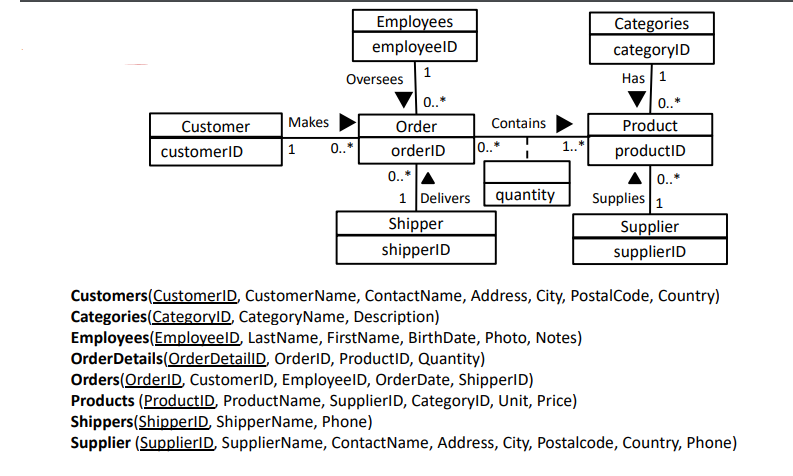 Employees
employeeID
Categories
categoryID
Oversees
1
0..*
Has
1
0..*
Customer
customerID
Makes
1
0..*
Order
orderID
Contains
0..*
1..*
Product
productID
quantity
0..*
1
Delivers
Supplies
0..*
1
Shipper
shipperID
Supplier
supplierID
Customers(CustomerID, CustomerName, ContactName, Address, City, PostalCode, Country)
Categories(CategoryID, CategoryName, Description)
Employees(EmployeeID, LastName, FirstName, BirthDate, Photo, Notes)
OrderDetails(OrderDetailID, OrderID, ProductID, Quantity)
Orders(OrderID, CustomerID, EmployeeID, OrderDate, ShipperID)
Products (ProductID, ProductName, SupplierID, CategoryID, Unit, Price)
Shippers(ShipperID, ShipperName, Phone)
Supplier (SupplierID, SupplierName, ContactName, Address, City, Postalcode, Country, Phone)